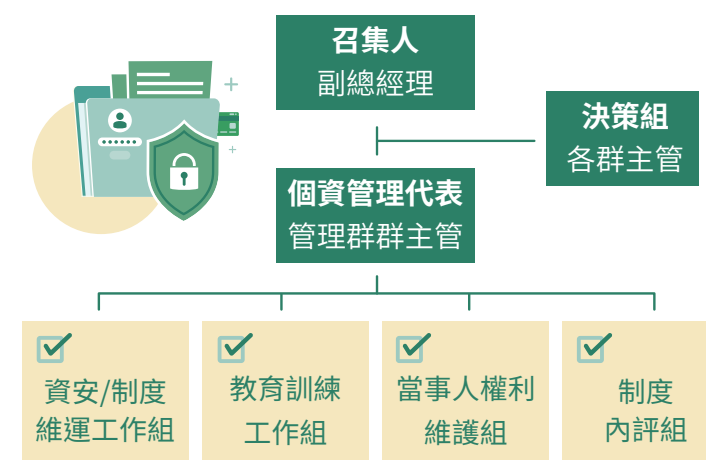 召集人
副總經理
決策組
各群主管
個資管理代表
管理群群主管
資安/制度
維運工作組
教育訓練
工作組
當事人權利
維護組
制度
內評組